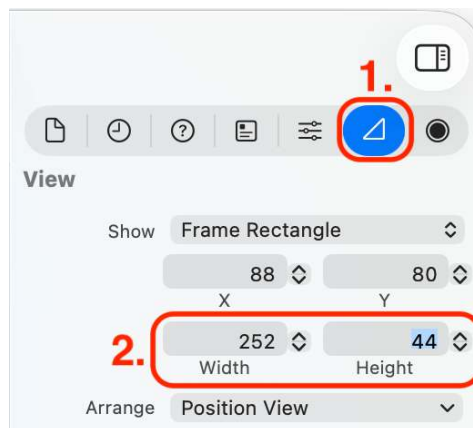 1.
View
Show Frame Rectangle
88 80
X Y
2. 252 44
Width Height
Arrange Position View